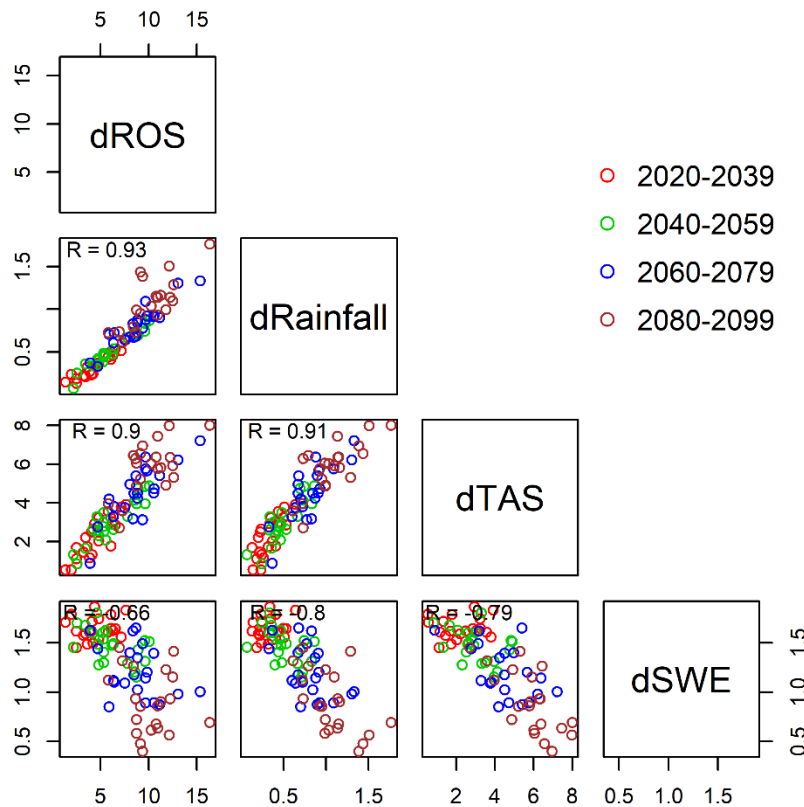 5 10 15
15
10
5
dROS
2020-2039
2040-2059
2060-2079
2080-2099
R = 0.93
1.5
0.5
dRainfall
R = 0.9
R = 0.91
8
6
4
2
dTAS
R = -0.66
R = -0.8
R = -0.79
1.5
1.0
0.5
dSWE
1.5
1.0
0.5
5 10 15
0.5 1.5
2 4 6 8
0.5 1.0 1.5